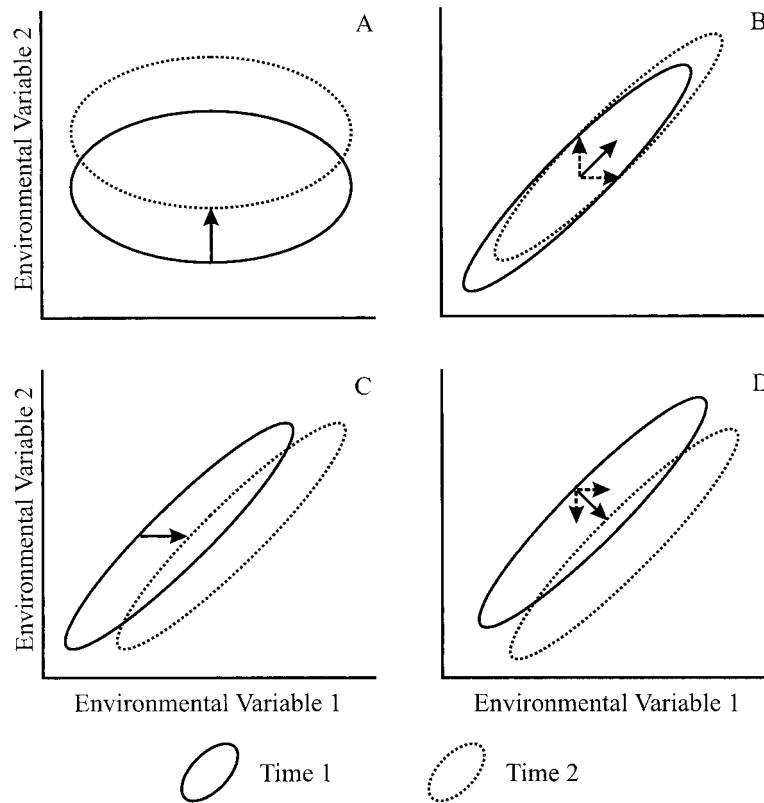 A
B
Environmental Variable 2
C
D
Environmental Variable 2
Environmental Variable 1
Environmental Variable 1
Time 1
Time 2